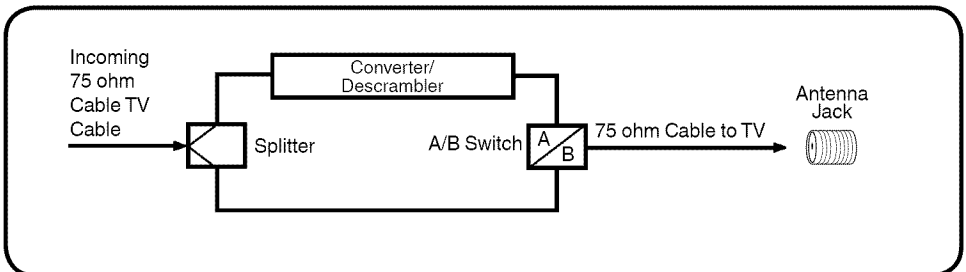 Incoming
75 ohm
Cable TV
Cable
Converter/
Descrambler
Splitter
A/B Switch
A
B
75 ohm Cable to TV
Antenna
Jack